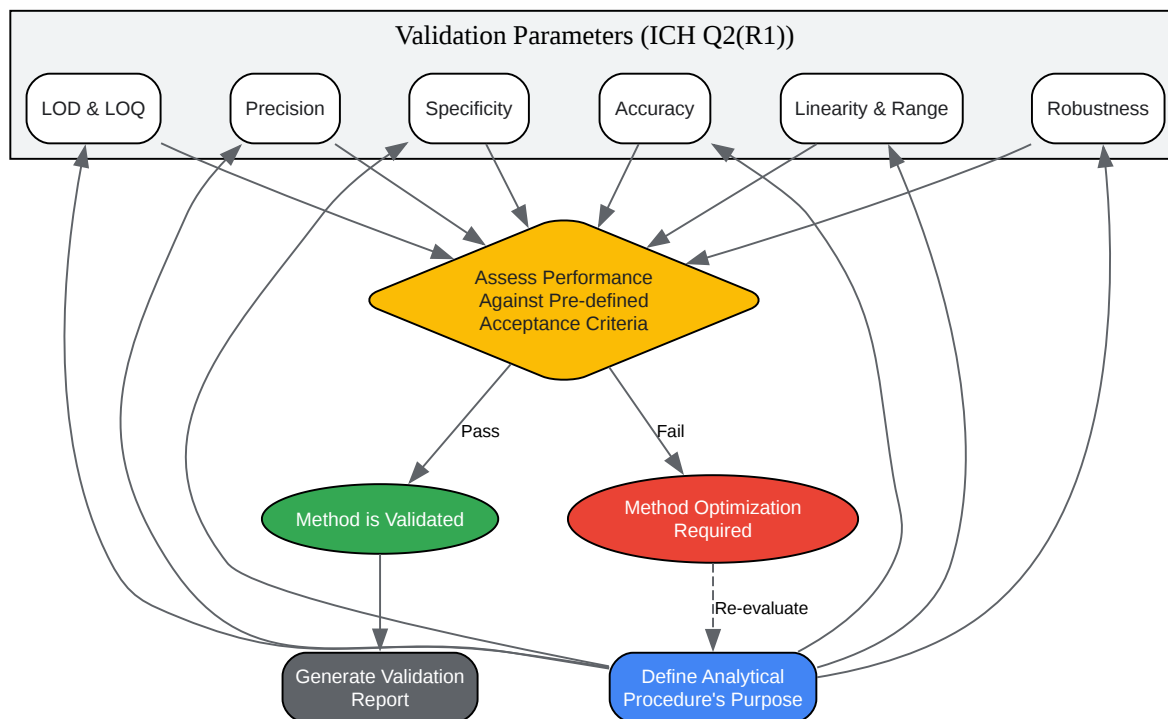 Validation Parameters (ICH Q2(R1))
LOD & LOQ
Precision
Specificity
Accuracy
Linearity & Range
Robustness
Assess Performance
Against Pre-defined
Acceptance Criteria
Pass
Fail
Method is Validated
Method Optimization
Required
Re-evaluate
Generate Validation
Report
Define Analytical
Procedure's Purpose